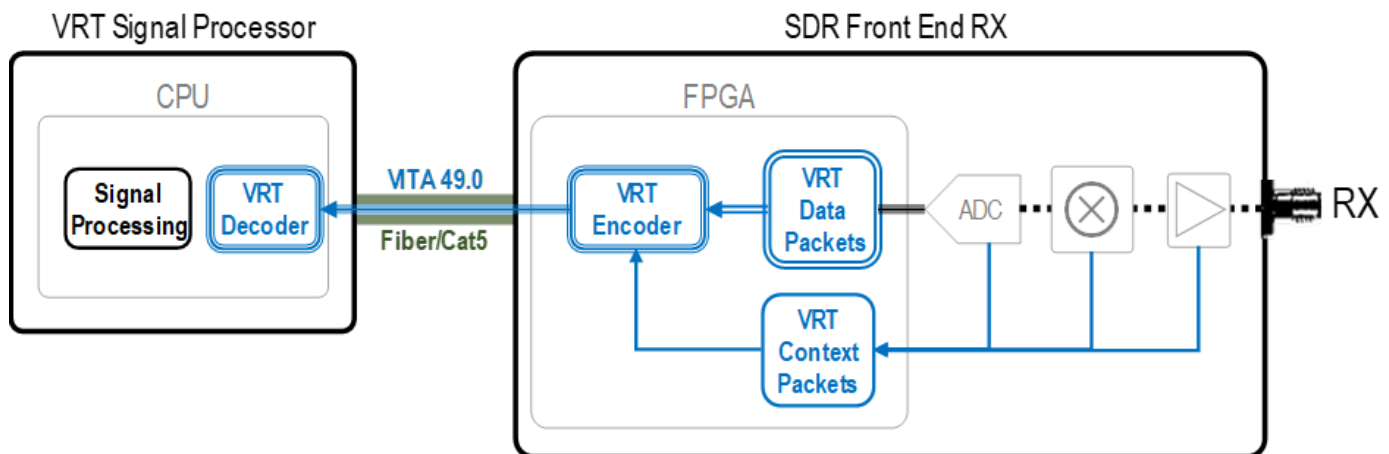 VRT Signal Processor
SDR Front End RX
CPU
FPGA
Signal
Processing
VRT
Decoder
VITA 49.0
Fiber/Cat5
VRT
Encoder
VRT
Data
Packets
ADC
RX
VRT
Context
Packets